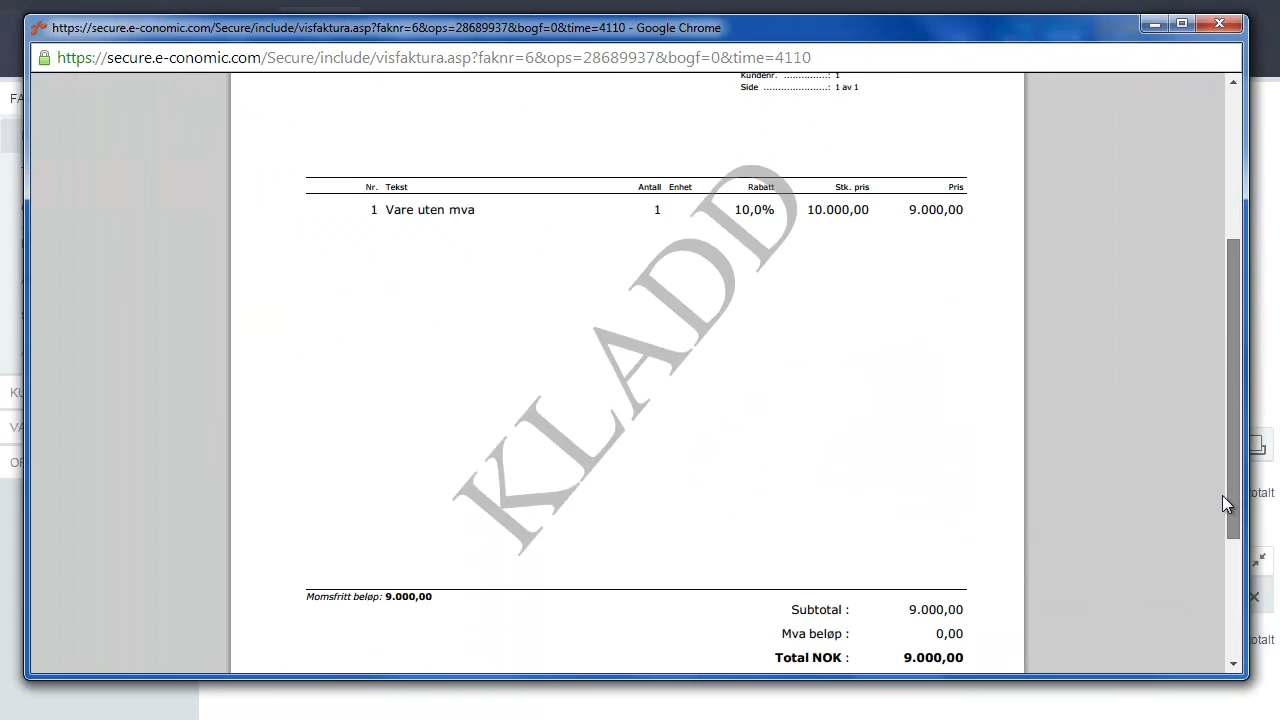 https://secure.e-conomic.com/Secure/include/visfaktura.asp?faknr=6&ops=28689937&bogf=0&time=4110 - Google Chrome
https://secure.e-conomic.com/Secure/include/visfaktura.asp?faknr=6&ops=28689937&bogf=0&time=4110
Kundenr. ..............: 1
Side ......................: 1 av 1
Nr. Tekst Antall Enhet Rabatt Stk. pris Pris
1 Vare uten mva 1 10,0% 10.000,00 9.000,00
KLADD
Momsfritt beløp: 9.000,00
Subtotal : 9.000,00
Mva beløp : 0,00
Total NOK : 9.000,00